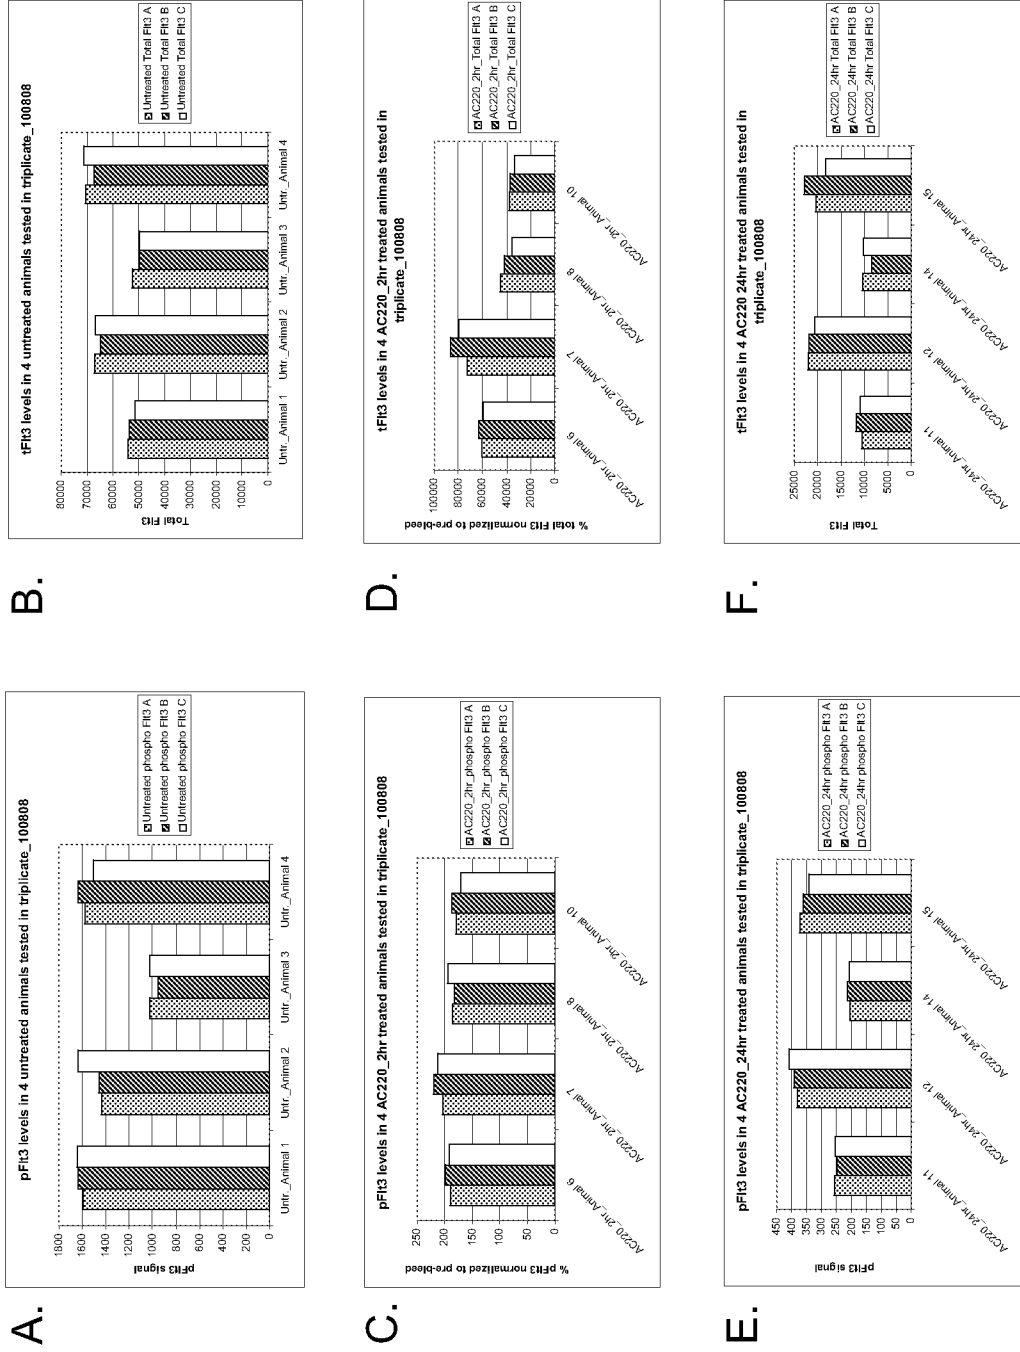 A.
pFlt3 levels in 4 untreated animals tested in triplicate_100808
pFlt3 signal
1800
1600
1400
1200
1000
800
600
400
200
0
Untr._Animal 1
Untr._Animal 2
Untr._Animal 3
Untr._Animal 4
Untreated phospho Flt3 A
Untreated phospho Flt3 B
Untreated phospho Flt3 C
B.
tFlt3 levels in 4 untreated animals tested in triplicate_100808
Total Flt3
80000
70000
60000
50000
40000
30000
20000
10000
0
Untr._Animal 1
Untr._Animal 2
Untr._Animal 3
Untr._Animal 4
Untreated Total Flt3 A
Untreated Total Flt3 B
Untreated Total Flt3 C
C.
pFlt3 levels in 4 AC220_2hr treated animals tested in triplicate_100808
% pFlt3 normalized to pre-bleed
250
200
150
100
50
0
AC220_2hr_Animal 6
AC220_2hr_Animal 7
AC220_2hr_Animal 8
AC220_2hr_Animal 10
AC220_2hr_phospho Flt3 A
AC220_2hr_phospho Flt3 B
AC220_2hr_phospho Flt3 C
D.
tFlt3 levels in 4 AC220_2hr treated animals tested in
triplicate_100808
% total Flt3 normalized to pre-bleed
100000
80000
60000
40000
20000
0
AC220_2hr_Animal 6
AC220_2hr_Animal 7
AC220_2hr_Animal 8
AC220_2hr_Animal 10
AC220_2hr_Total Flt3 A
AC220_2hr_Total Flt3 B
AC220_2hr_Total Flt3 C
E.
pFlt3 levels in 4 AC220_24hr treated animals tested in triplicate_100808
pFlt3 signal
450
400
350
300
250
200
150
100
50
0
AC220_24hr_Animal 11
AC220_24hr_Animal 12
AC220_24hr_Animal 14
AC220_24hr_Animal 15
AC220_24hr phospho Flt3 A
AC220_24hr phospho Flt3 B
AC220_24hr phospho Flt3 C
F.
tFlt3 levels in 4 AC220 24hr treated animals tested in
triplicate_100808
Total Flt3
25000
20000
15000
10000
5000
0
AC220_24hr_Animal 11
AC220_24hr_Animal 12
AC220_24hr_Animal 14
AC220_24hr_Animal 15
AC220_24hr Total Flt3 A
AC220_24hr Total Flt3 B
AC220_24hr Total Flt3 C